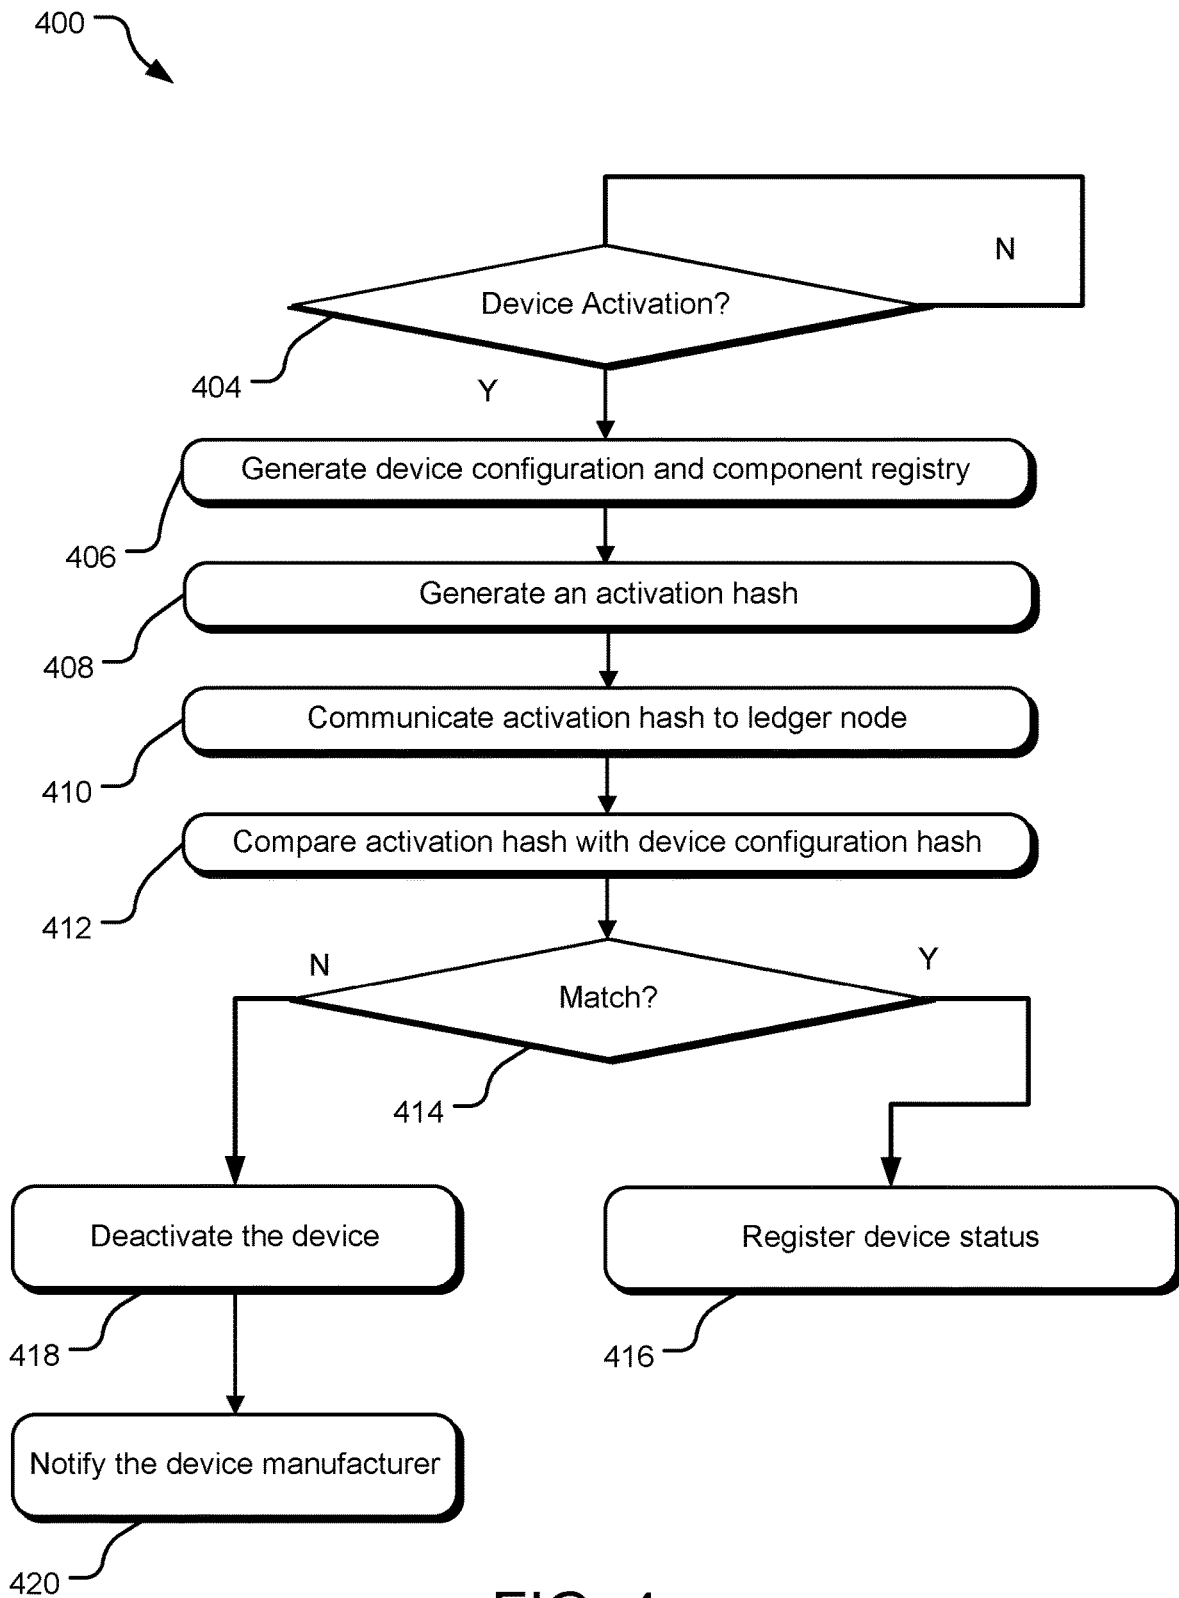 400
N
Device Activation?
404
Y
Generate device configuration and component registry
406
Generate an activation hash
408
Communicate activation hash to ledger node
410
Compare activation hash with device configuration hash
412
N
Y
Match?
414
Deactivate the device
Register device status
418
416
Notify the device manufacturer
420